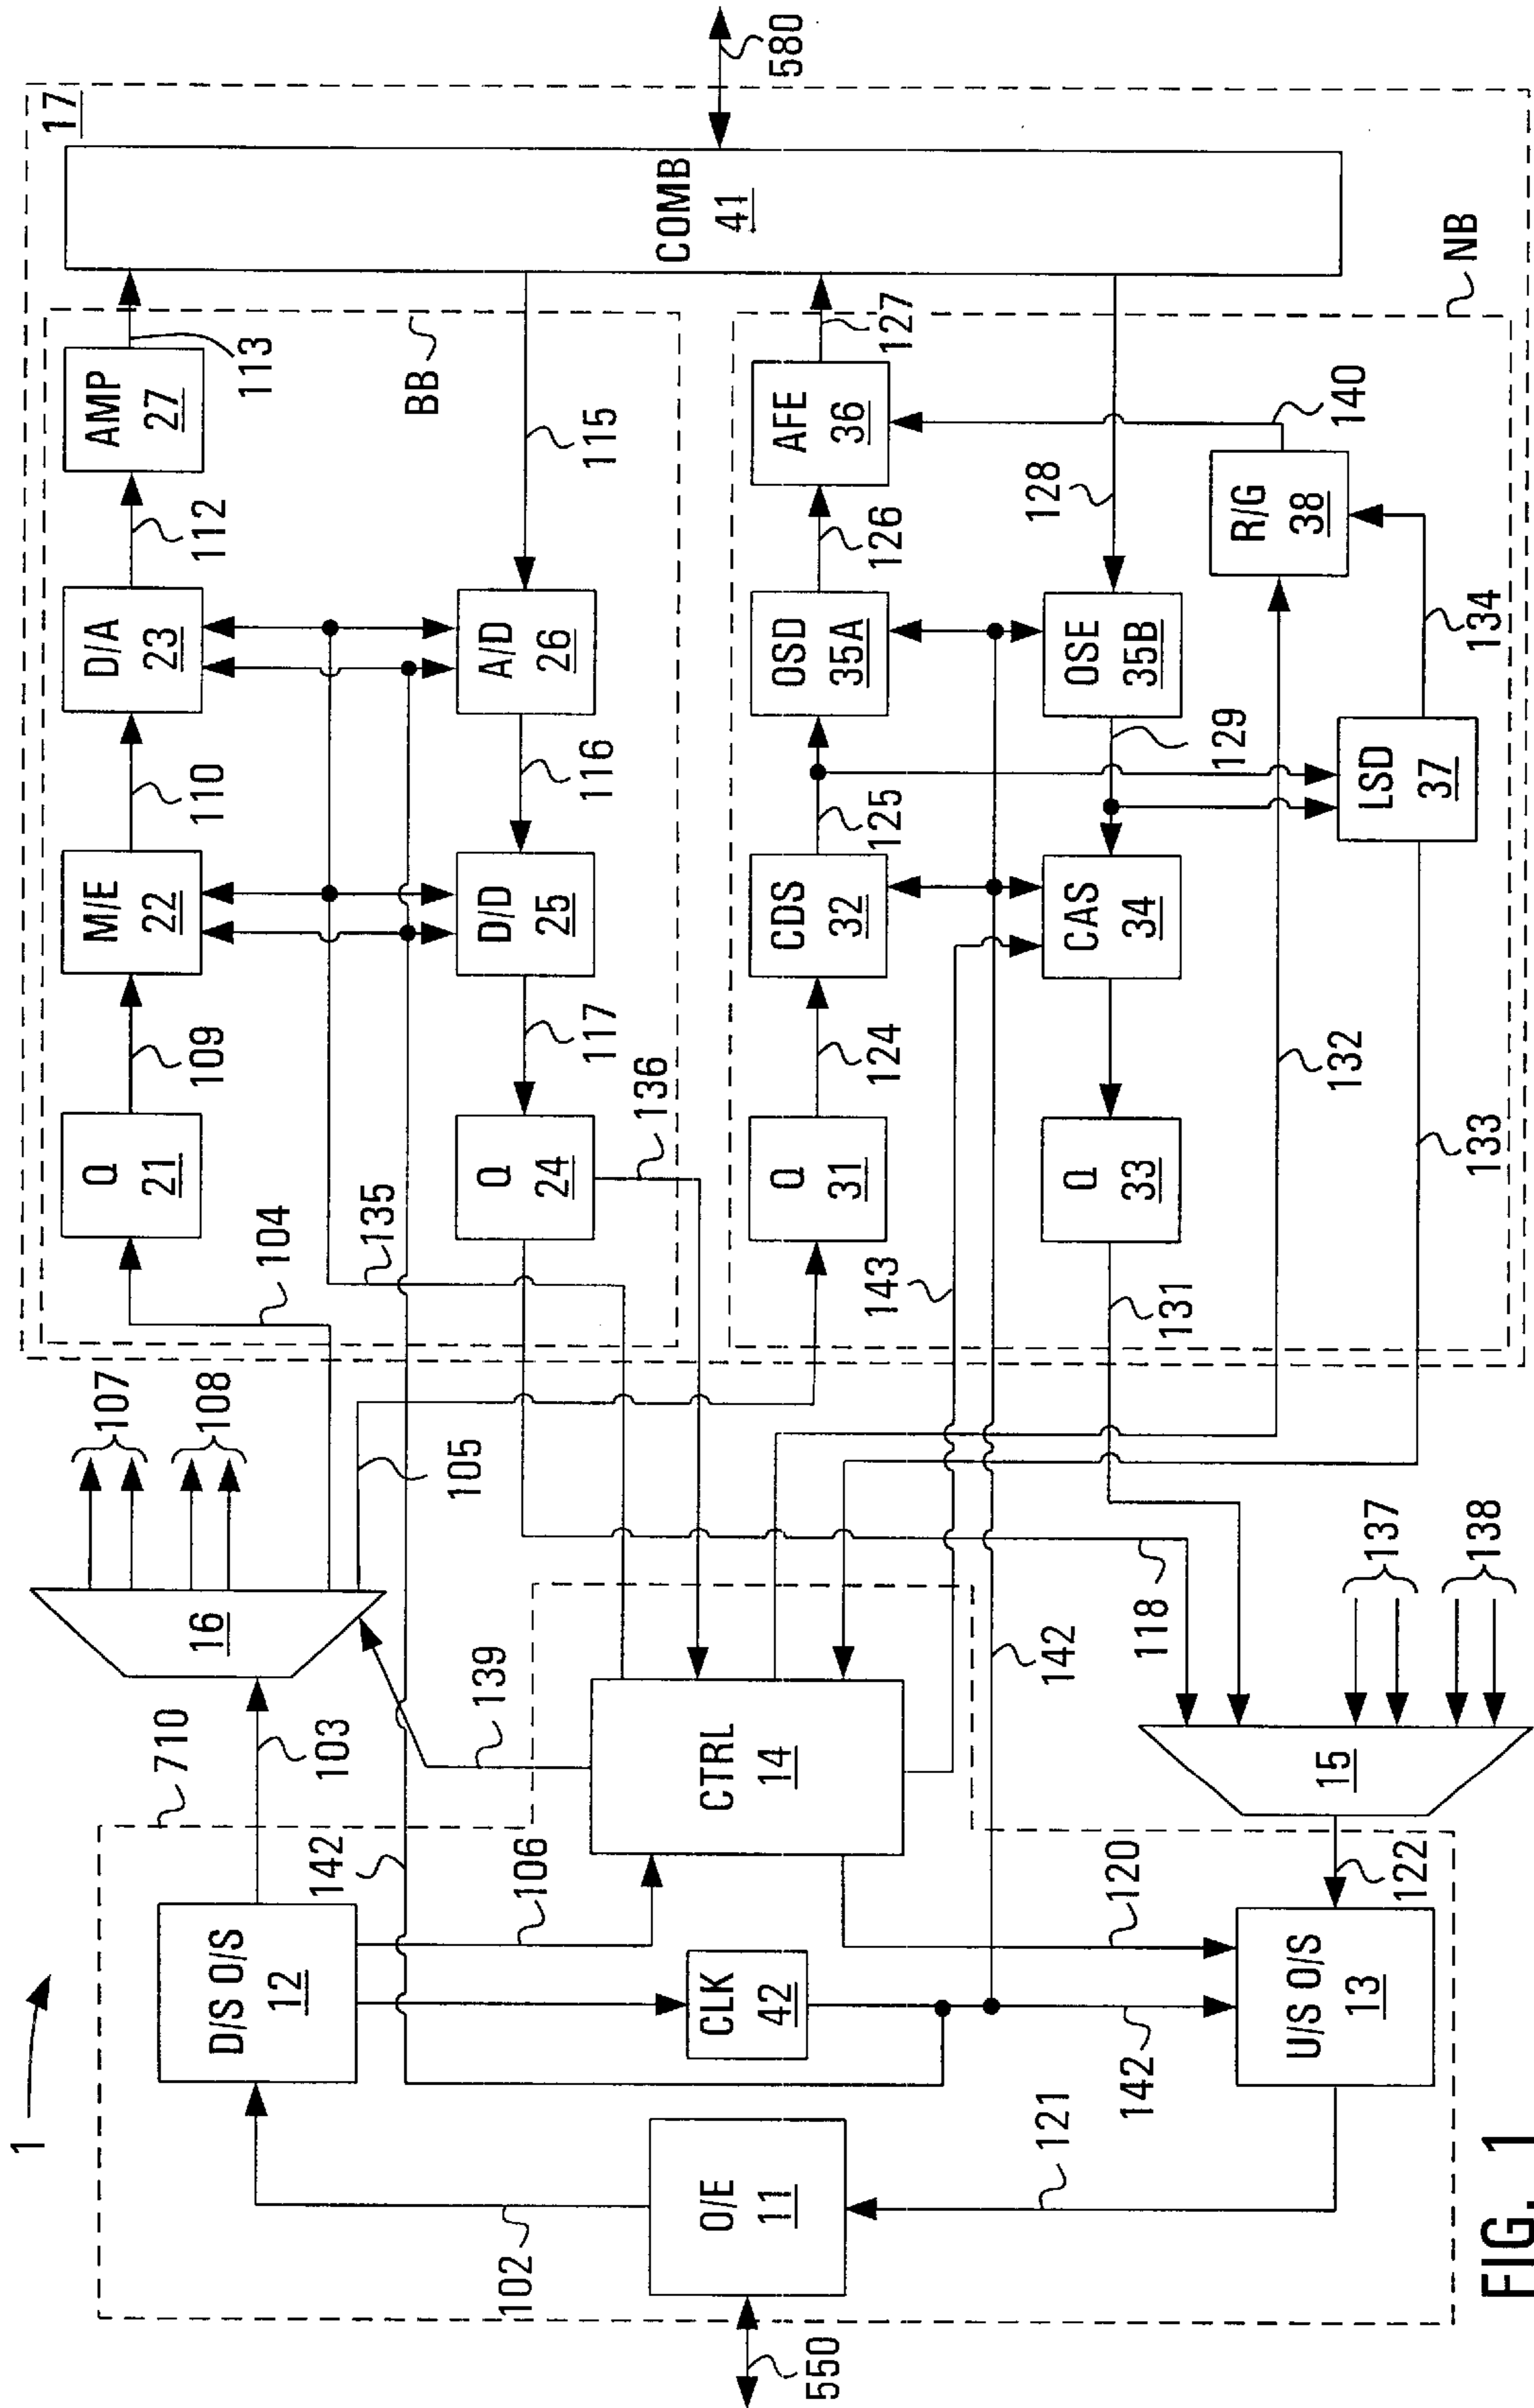 1
710
O/E
11
D/S O/S
12
U/S O/S
13
CTRL
14
CLK
42
16
15
550
102
103
142
106
139
120
121
142
142
122
107
108
104
105
118
137
138
17
Q
21
109
M/E
22
110
D/A
23
112
AMP
27
113
135
136
Q
24
117
D/D
25
116
A/D
26
115
BB
COMB
41
580
Q
31
124
CDS
32
125
OSD
35A
126
AFE
36
127
143
131
Q
33
CAS
34
129
OSE
35B
128
132
133
LSD
37
134
R/G
38
140
NB
FIG. 1